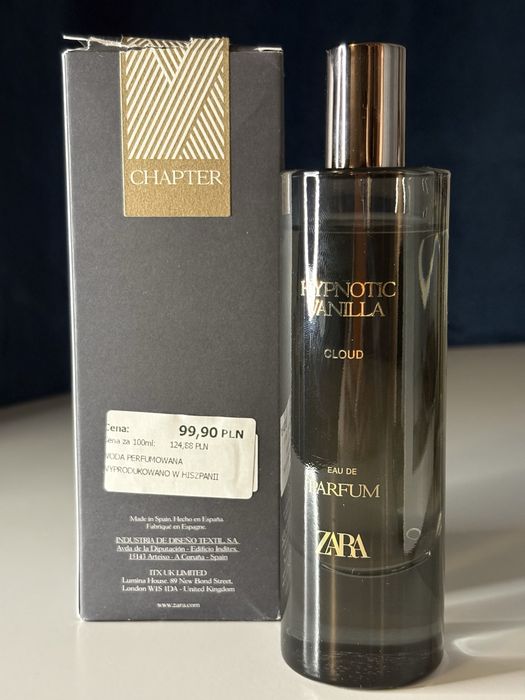 CHAPTER
Cena: 99,90 PLN
Cena za 100ml: 124,88 PLN
WODA PERFUMOWANA
WYPRODUKOWANO W HISZPANII
Made in Spain. Hecho en España.
Fabriqué en Espagne.
INDUSTRIA DE DISEÑO TEXTIL, S.A.
Avda de la Diputación - Edificio Inditex,
15143 Arteixo - A Coruña - Spain
ITX UK LIMITED
Lumina House. 89 New Bond Street,
London W1S 1DA - United Kingdom
www.zara.com
HYPNOTIC
VANILLA
CLOUD
EAU DE
PARFUM
ZARA